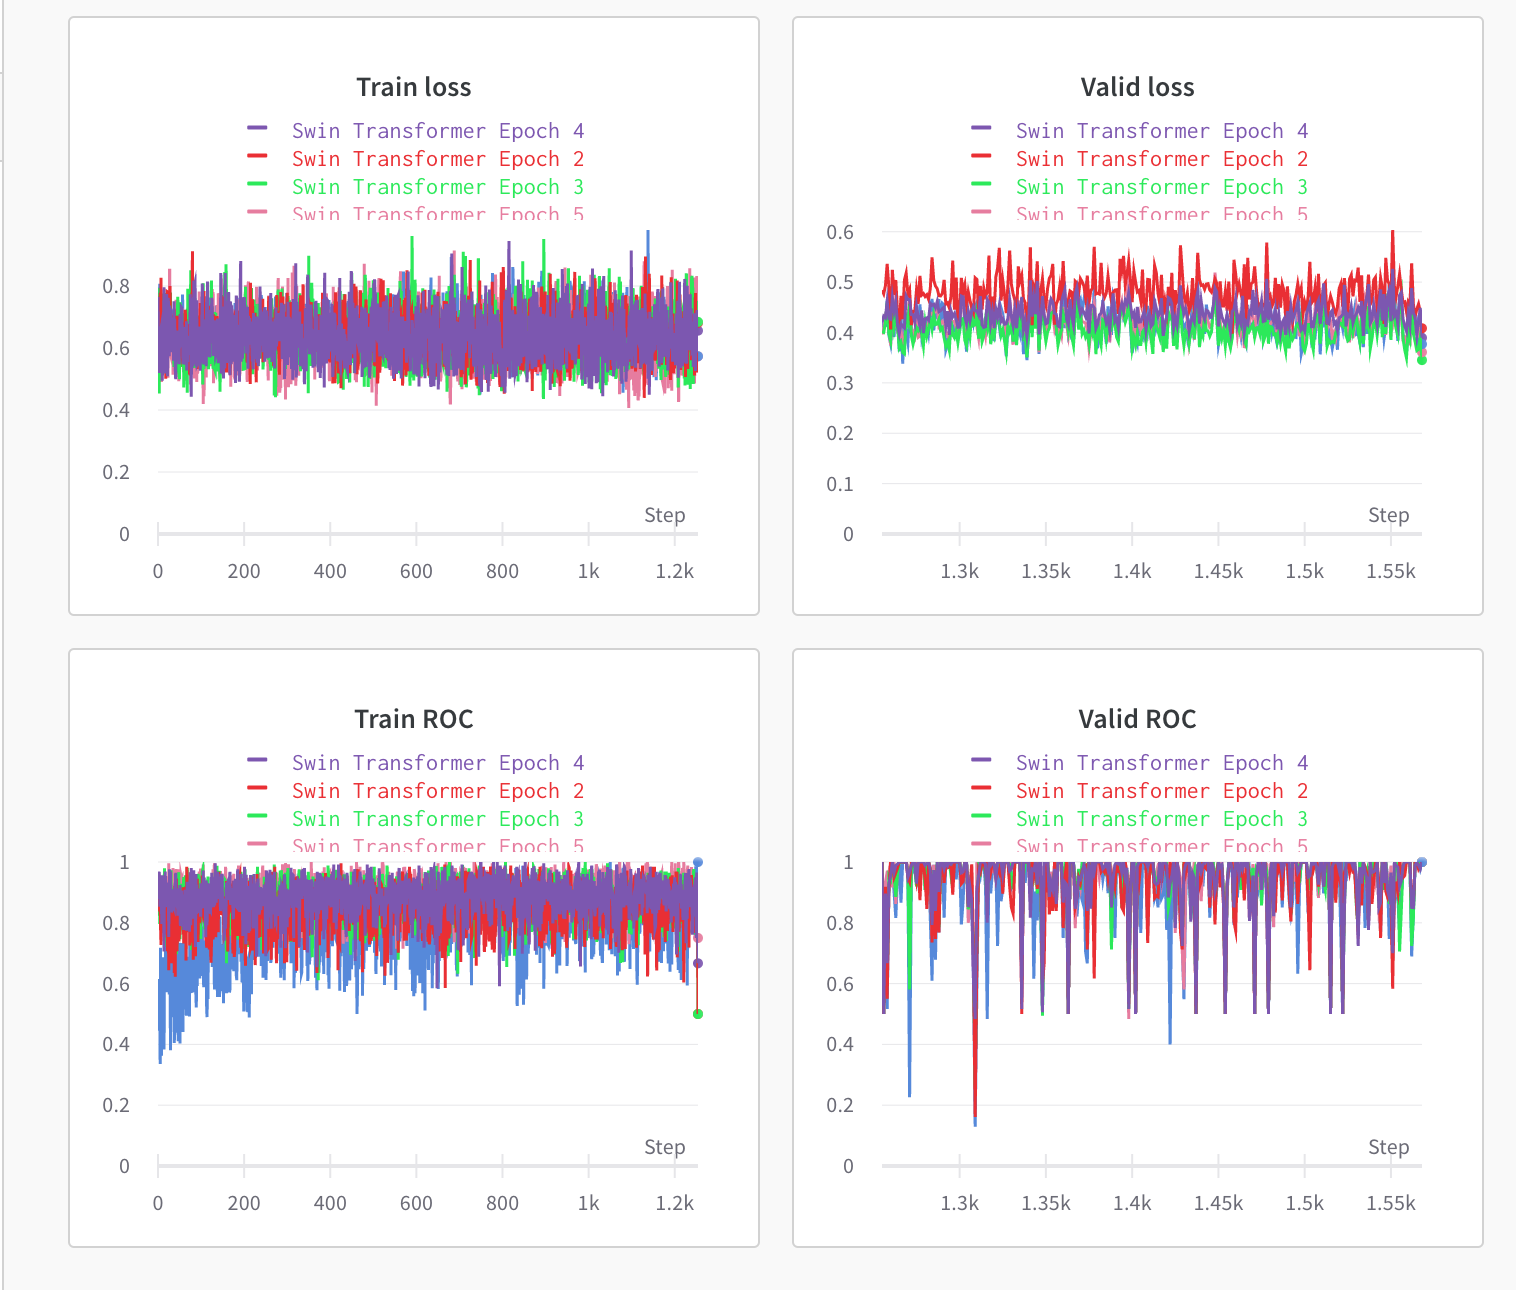 Train loss
Swin Transformer Epoch 4
Swin Transformer Epoch 2
Swin Transformer Epoch 3
Swin Transformer Epoch 5
0.8
0.6
0.4
0.2
0
Step
0 200 400 600 800 1k 1.2k
Valid loss
Swin Transformer Epoch 4
Swin Transformer Epoch 2
Swin Transformer Epoch 3
Swin Transformer Epoch 5
0.6
0.5
0.4
0.3
0.2
0.1
0
Step
1.3k 1.35k 1.4k 1.45k 1.5k 1.55k
Train ROC
Swin Transformer Epoch 4
Swin Transformer Epoch 2
Swin Transformer Epoch 3
Swin Transformer Epoch 5
1
0.8
0.6
0.4
0.2
0
Step
0 200 400 600 800 1k 1.2k
Valid ROC
Swin Transformer Epoch 4
Swin Transformer Epoch 2
Swin Transformer Epoch 3
Swin Transformer Epoch 5
1
0.8
0.6
0.4
0.2
0
Step
1.3k 1.35k 1.4k 1.45k 1.5k 1.55k